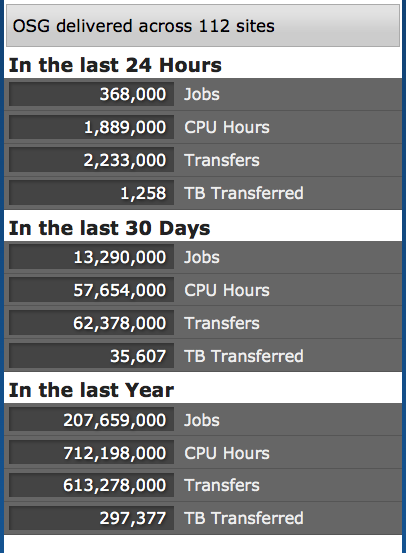 OSG delivered across 112 sites
In the last 24 Hours
368,000 Jobs
1,889,000 CPU Hours
2,233,000 Transfers
1,258 TB Transferred
In the last 30 Days
13,290,000 Jobs
57,654,000 CPU Hours
62,378,000 Transfers
35,607 TB Transferred
In the last Year
207,659,000 Jobs
712,198,000 CPU Hours
613,278,000 Transfers
297,377 TB Transferred